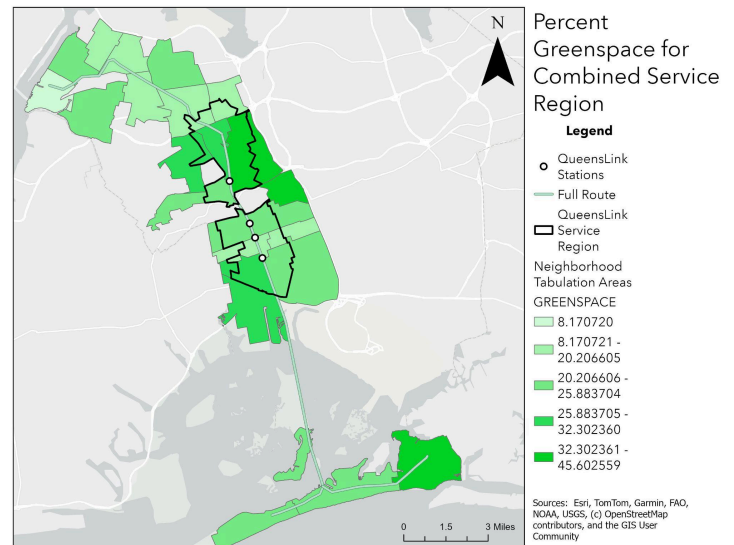 N
Percent
Greenspace for
Combined Service
Region
Legend
QueensLink
Stations
Full Route
QueensLink
Service
Region
Neighborhood
Tabulation Areas
GREENSPACE
8.170720
8.170721 -
20.206605
20.206606 -
25.883704
25.883705 -
32.302360
32.302361 -
45.602559
0 1.5 3 Miles
Sources: Esri, TomTom, Garmin, FAO,
NOAA, USGS, (c) OpenStreetMap
contributors, and the GIS User
Community